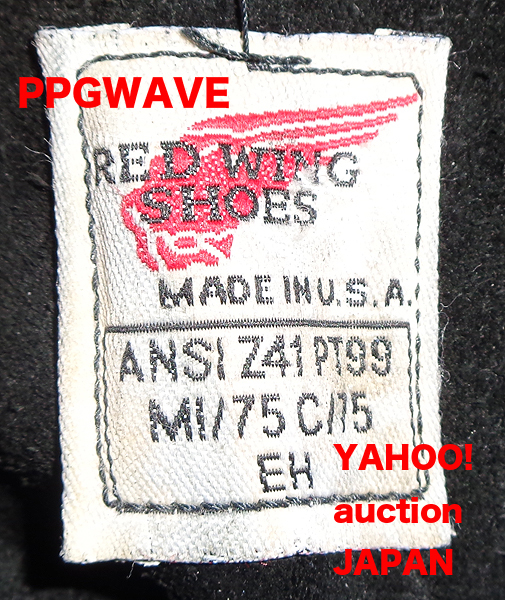 PPGWAVE
RED WING
SHOES
MADE IN U.S.A.
ANSI Z41 PT99
MI/75 C/75
EH
YAHOO!
auction
JAPAN